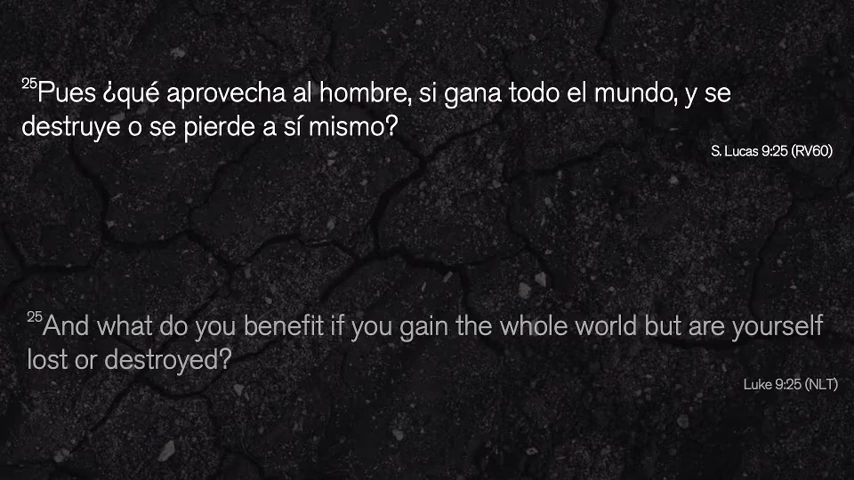 25Pues ¿qué aprovecha al hombre, si gana todo el mundo, y se
destruye o se pierde a sí mismo?
S. Lucas 9:25 (RV60)
25And what do you benefit if you gain the whole world but are yourself
lost or destroyed?
Luke 9:25 (NLT)